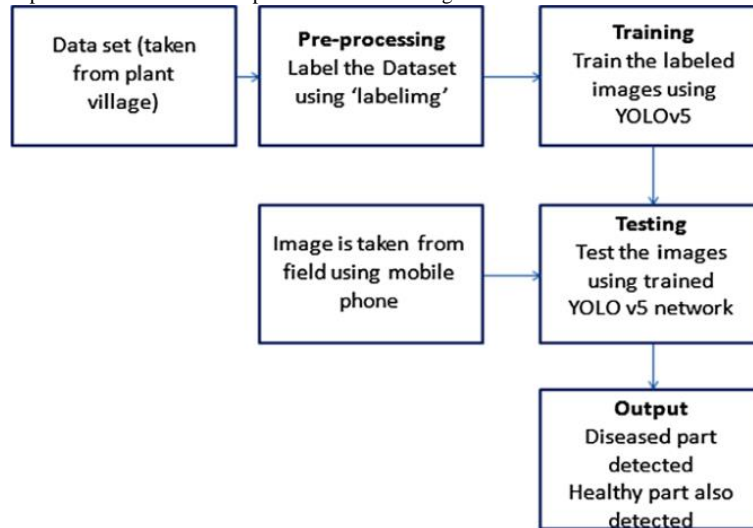 Data set (taken
from plant
village)
Pre-processing
Label the Dataset
using ‘labelimg’
Training
Train the labeled
images using
YOLOv5
Image is taken from
field using mobile
phone
Testing
Test the images
using trained
YOLO v5 network
Output
Diseased part
detected
Healthy part also
detected